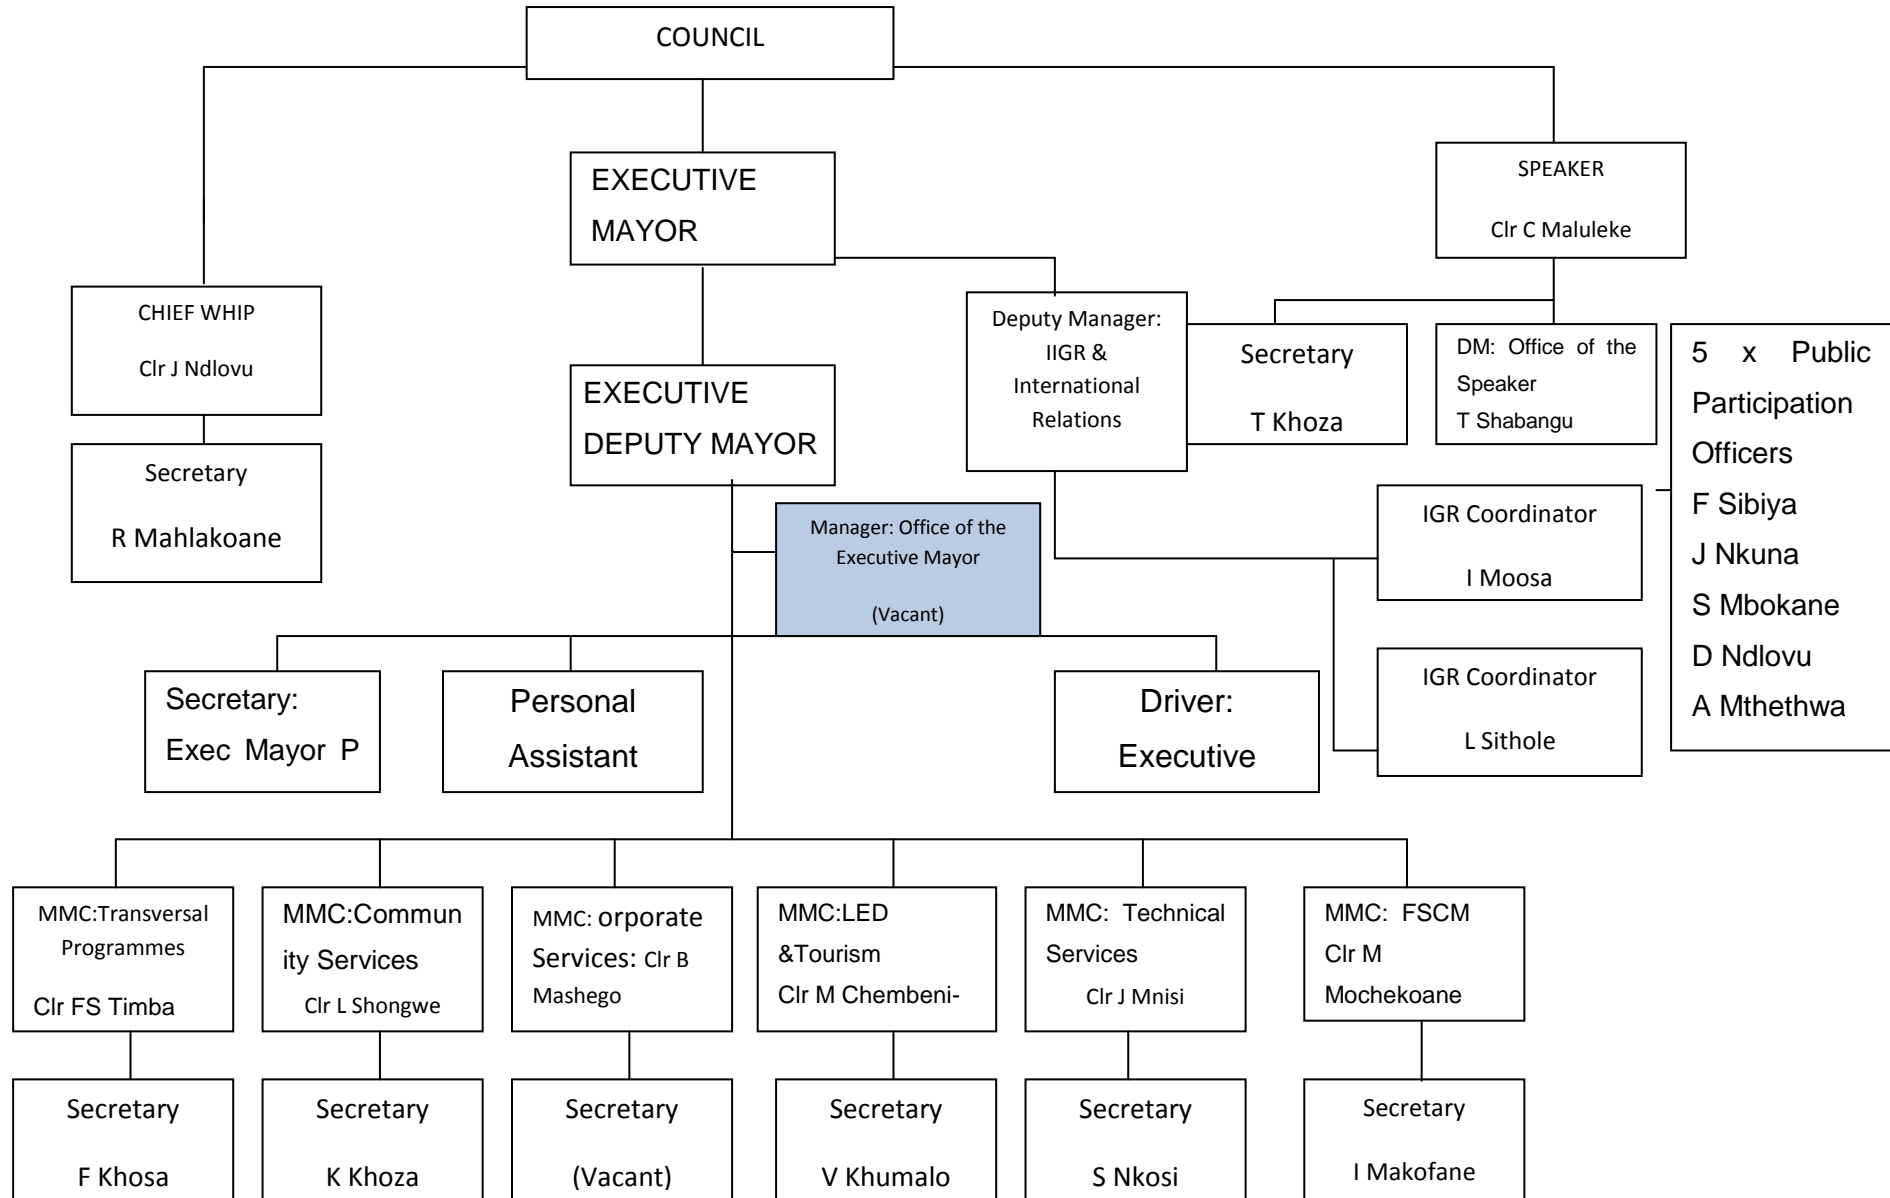 COUNCIL
EXECUTIVE
MAYOR
SPEAKER
Clr C Maluleke
CHIEF WHIP
Clr J Ndlovu
Secretary
R Mahlakoane
EXECUTIVE
DEPUTY MAYOR
Deputy Manager:
IIGR &
International
Relations
Secretary
T Khoza
DM: Office of the
Speaker
T Shabangu
5 x Public
Participation
Officers
F Sibiya
J Nkuna
S Mbokane
D Ndlovu
A Mthethwa
Manager: Office of the
Executive Mayor
(Vacant)
IGR Coordinator
I Moosa
IGR Coordinator
L Sithole
Secretary:
Exec Mayor P
Personal
Assistant
Driver:
Executive
MMC:Transversal
Programmes
Clr FS Timba
MMC:Commun
ity Services
Clr L Shongwe
MMC: orporate
Services: Clr B
Mashego
MMC:LED
&Tourism
Clr M Chembeni-
MMC: Technical
Services
Clr J Mnisi
MMC: FSCM
Clr M
Mochekoane
Secretary
F Khosa
Secretary
K Khoza
Secretary
(Vacant)
Secretary
V Khumalo
Secretary
S Nkosi
Secretary
I Makofane